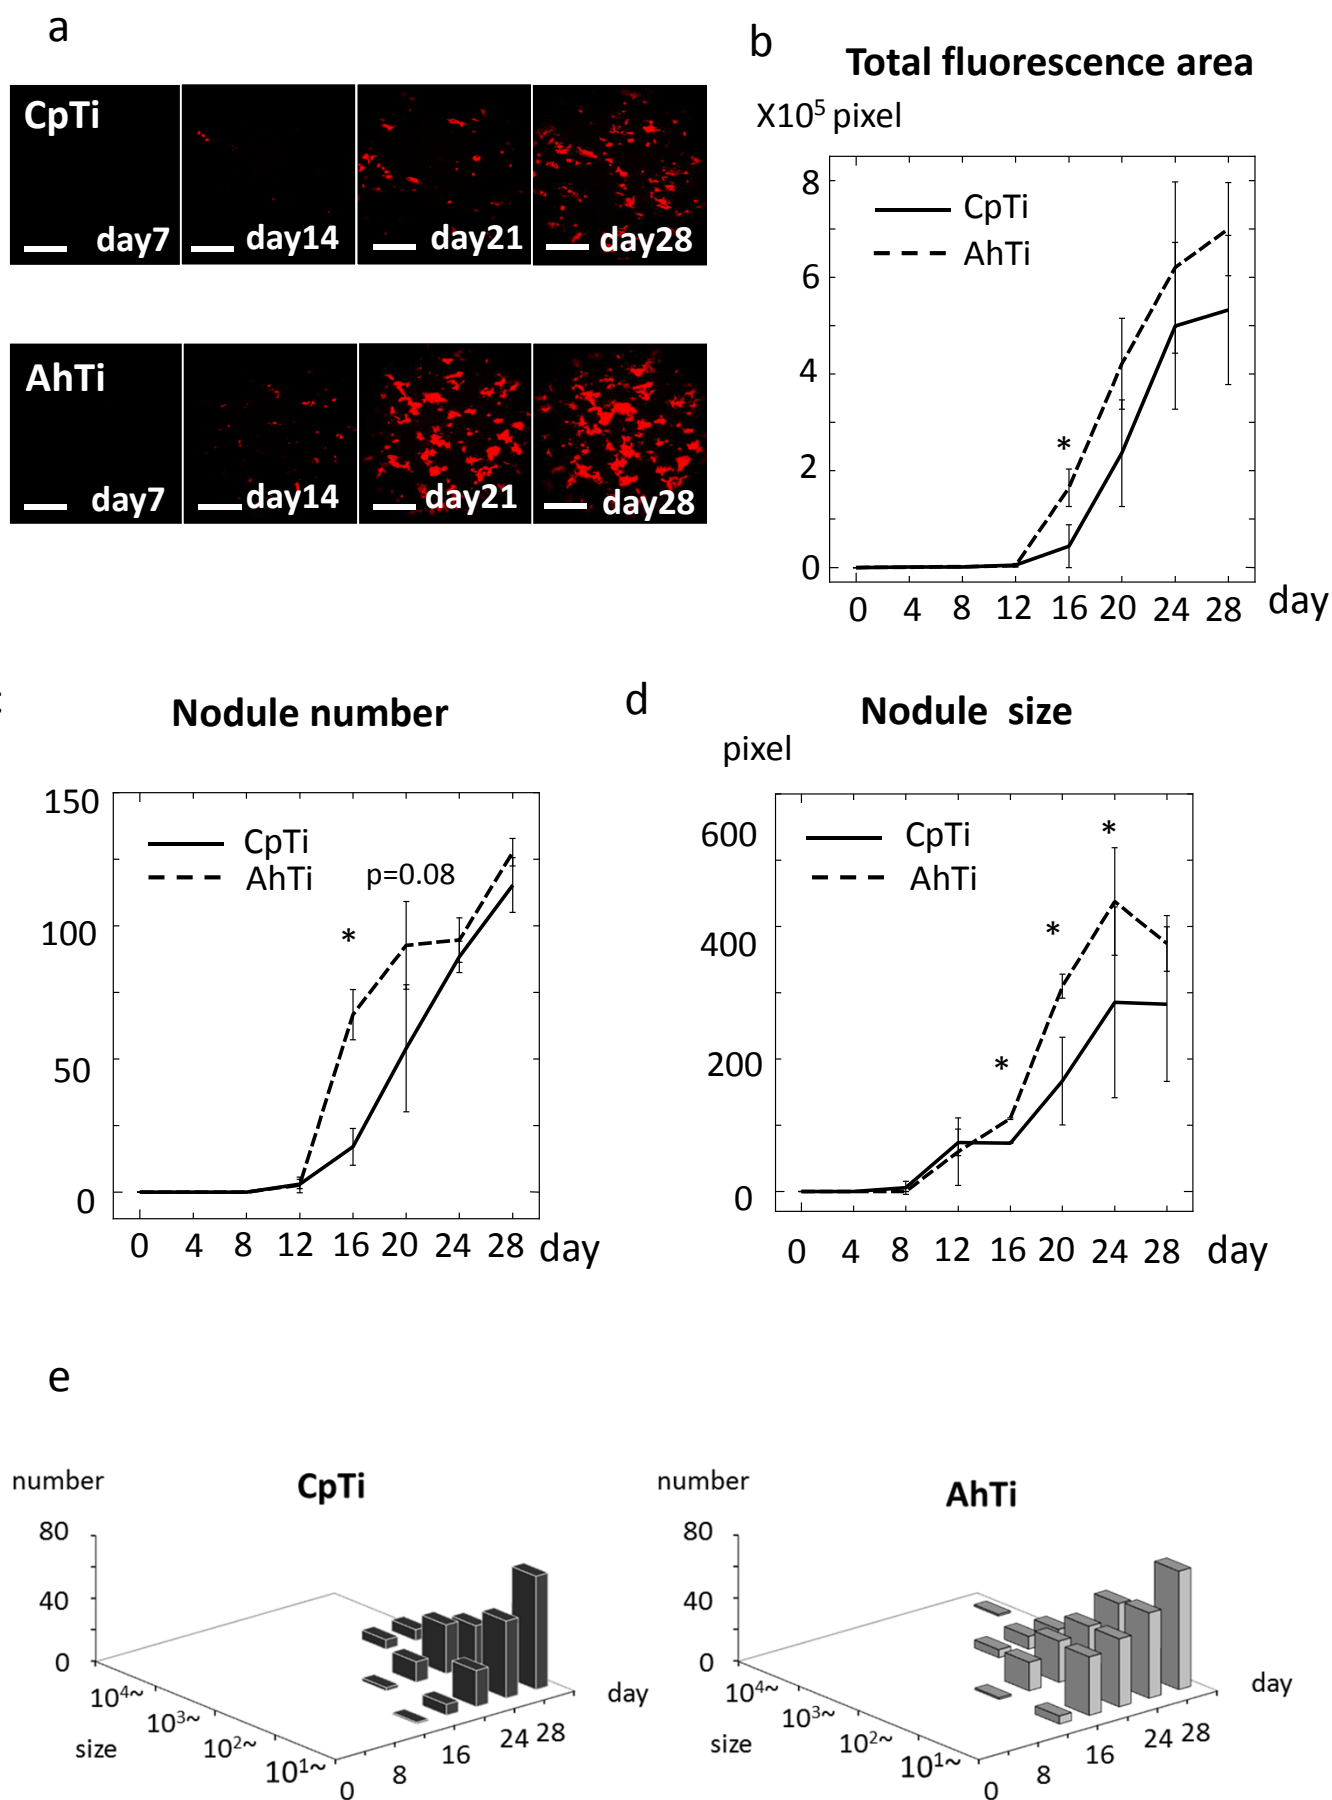 a
CpTi
day7
day14
day21
day28
AhTi
day7
day14
day21
day28
b
Total fluorescence area
X10⁵ pixel
8
6
4
2
0
CpTi
AhTi
*
0 4 8 12 16 20 24 28 day
Nodule number
150
100
50
0
CpTi
AhTi
p=0.08
*
0 4 8 12 16 20 24 28 day
d
Nodule size
pixel
600
400
200
0
CpTi
AhTi
*
*
*
0 4 8 12 16 20 24 28 day
e
number
CpTi
80
40
0
10⁴~
10³~
10²~
10¹~
size
0 8 16 24 28
day
number
AhTi
80
40
0
10⁴~
10³~
10²~
10¹~
size
0 8 16 24 28
day